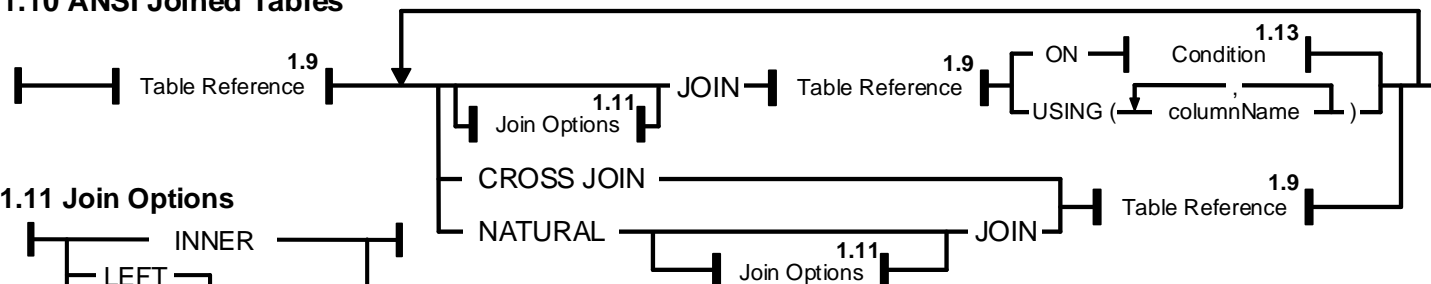 1.10 ANSI Joined Tables
1.9 1.9 1.13
ON Condition
Table Reference JOIN Table Reference
1.11
Join Options
USING ( , columnName )
CROSS JOIN
1.9
Table Reference
1.11 Join Options
INNER
NATURAL JOIN
1.11
Join Options
LEFT